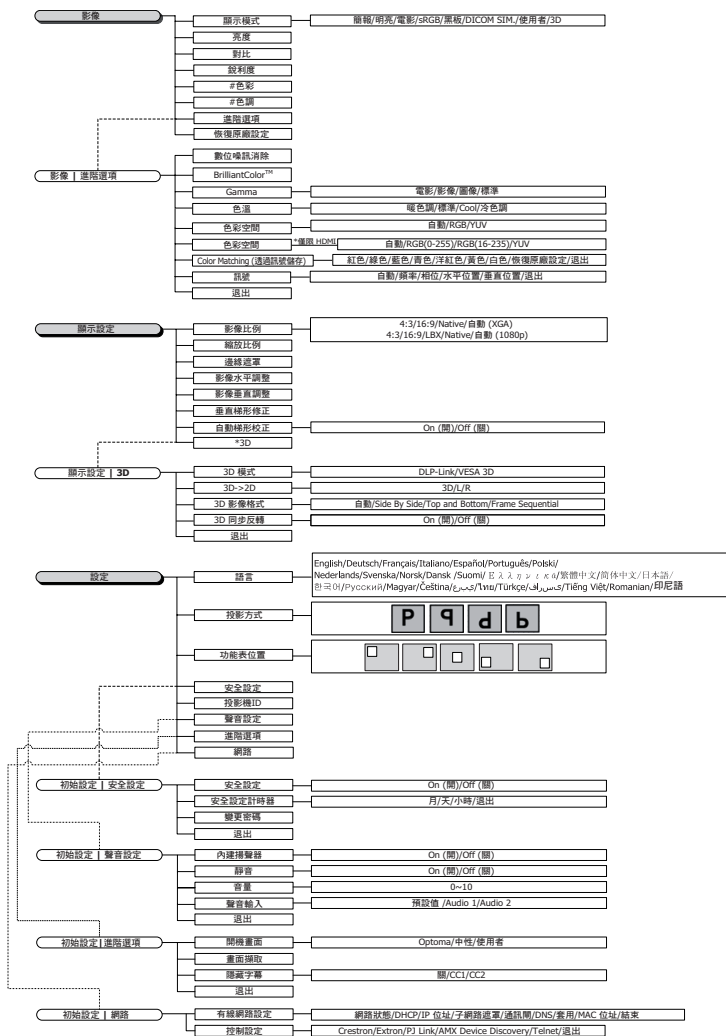 影像
顯示模式
簡報/明亮/電影/sRGB/黑板/DICOM SIM./使用者/3D
亮度
對比
銳利度
#色彩
#色調
進階選項
恢復原廠設定
影像 | 進階選項
數位噪訊消除
BrilliantColor™
Gamma
電影/影像/圖像/標準
色溫
暖色調/標準/Cool/冷色調
色彩空間
自動/RGB/YUV
色彩空間
*僅限 HDMI
自動/RGB(0-255)/RGB(16-235)/YUV
Color Matching (透過訊號儲存)
紅色/綠色/藍色/青色/洋紅色/黃色/白色/恢復原廠設定/退出
訊號
自動/頻率/相位/水平位置/垂直位置/退出
退出
顯示設定
影像比例
4:3/16:9/Native/自動 (XGA)
4:3/16:9/LBX/Native/自動 (1080p)
縮放比例
邊緣遮罩
影像水平調整
影像垂直調整
垂直梯形修正
自動梯形校正
On (開)/Off (關)
*3D
顯示設定 | 3D
3D 模式
DLP-Link/VESA 3D
3D->2D
3D/L/R
3D 影像格式
自動/Side By Side/Top and Bottom/Frame Sequential
3D 同步反轉
On (開)/Off (關)
退出
設定
語言
English/Deutsch/Français/Italiano/Español/Português/Polski/
Nederlands/Svenska/Norsk/Dansk /Suomi/ Ελληνικά/繁體中文/简体中文/日本語/
한국어/Русский/Magyar/Čeština/عربي/ไทย/Türkçe/فارسی/Tiếng Việt/Romanian/印尼語
投影方式
P P P P
功能表位置
安全設定
投影機ID
聲音設定
進階選項
網路
初始設定 | 安全設定
安全設定
On (開)/Off (關)
安全設定計時器
月/天/小時/退出
變更密碼
退出
初始設定 | 聲音設定
內建揚聲器
On (開)/Off (關)
靜音
On (開)/Off (關)
音量
0~10
聲音輸入
預設值 /Audio 1/Audio 2
退出
初始設定 | 進階選項
開機畫面
Optoma/中性/使用者
畫面擷取
隱藏字幕
關/CC1/CC2
退出
初始設定 | 網路
有線網路設定
網路狀態/DHCP/IP 位址/子網路遮罩/通訊閘/DNS/套用/MAC 位址/結束
控制設定
Crestron/Extron/PJ Link/AMX Device Discovery/Telnet/退出